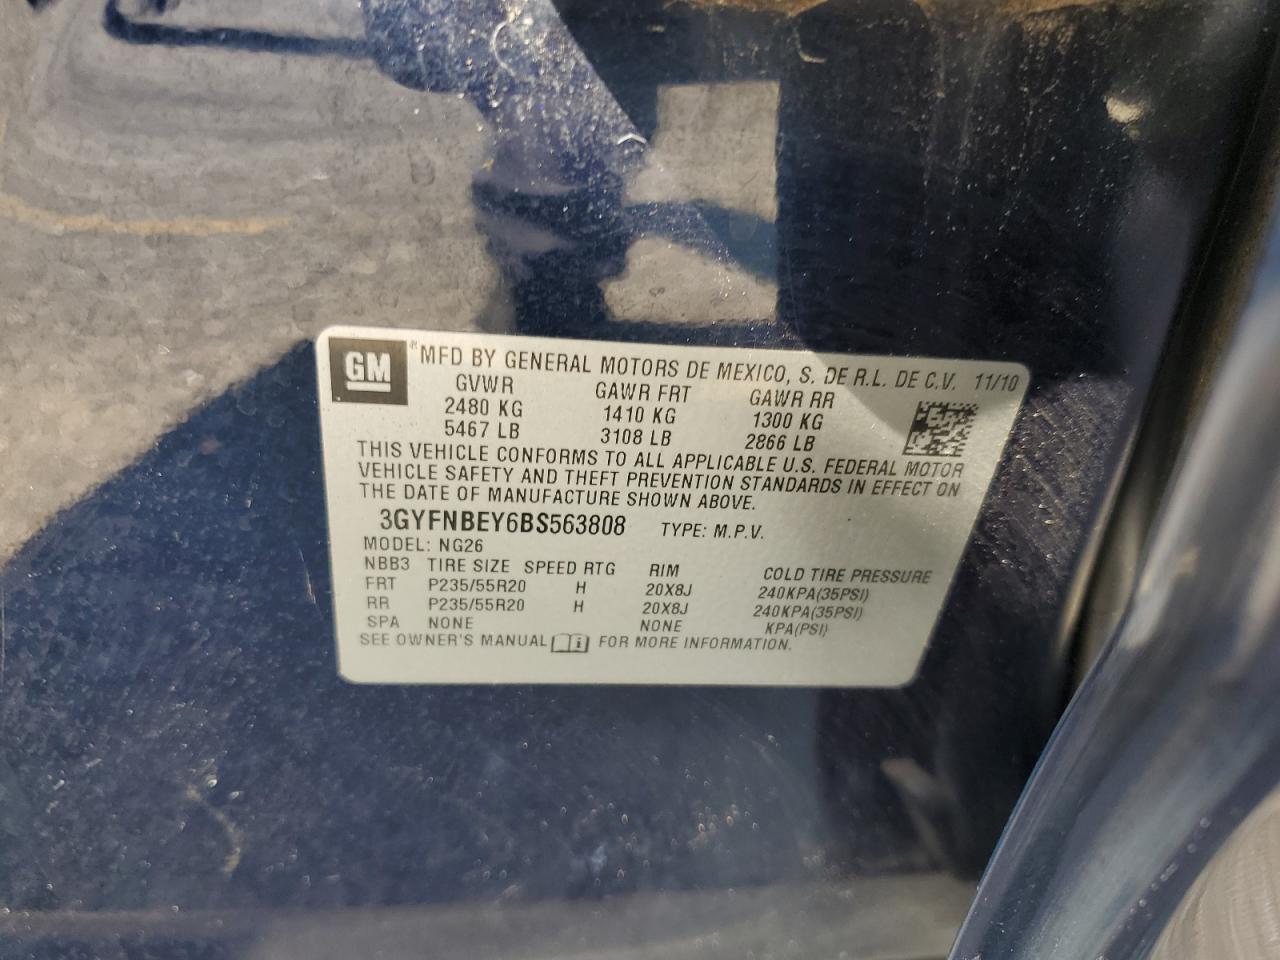 GM ® MFD BY GENERAL MOTORS DE MEXICO, S. DE R.L. DE C.V. 11/10
GVWR GAWR FRT GAWR RR
2480 KG 1410 KG 1300 KG
5467 LB 3108 LB 2866 LB
THIS VEHICLE CONFORMS TO ALL APPLICABLE U.S. FEDERAL MOTOR
VEHICLE SAFETY AND THEFT PREVENTION STANDARDS IN EFFECT ON
THE DATE OF MANUFACTURE SHOWN ABOVE.
3GYFNBEY6BS563808 TYPE: M.P.V.
MODEL: NG26
NBB3 TIRE SIZE SPEED RTG RIM COLD TIRE PRESSURE
FRT P235/55R20 H 20X8J 240KPA(35PSI)
RR P235/55R20 H 20X8J 240KPA(35PSI)
SPA NONE NONE KPA(PSI)
SEE OWNER'S MANUAL FOR MORE INFORMATION.